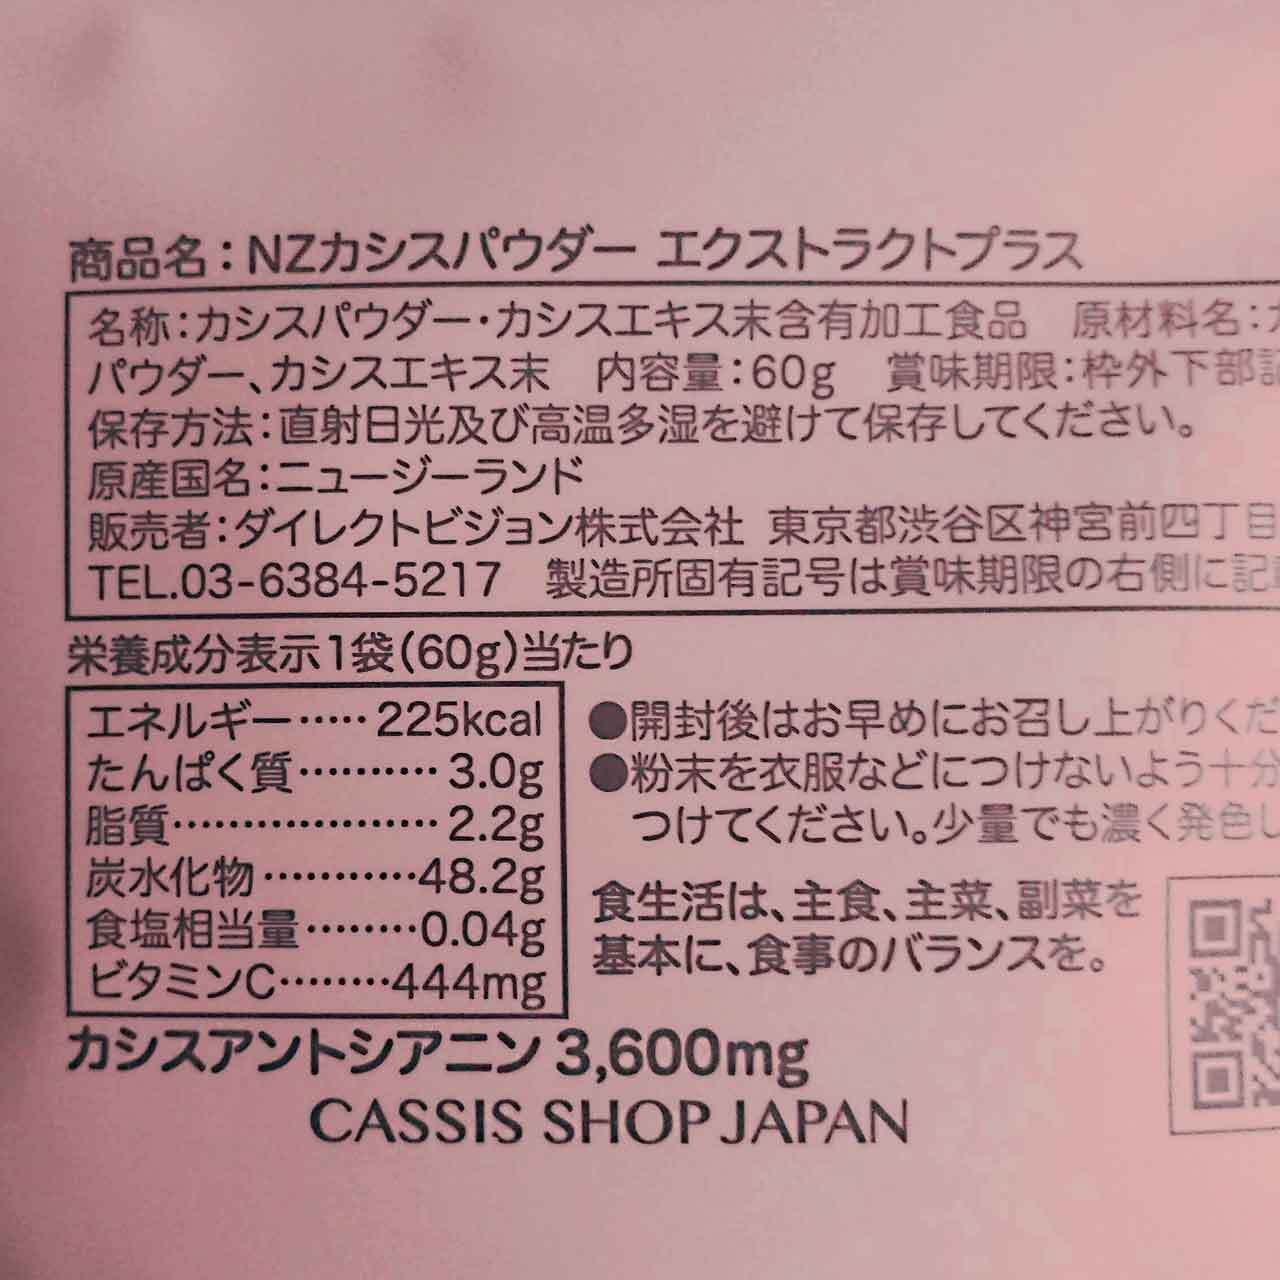 商品名：NZカシスパウダー エクストラクトプラス
名称：カシスパウダー・カシスエキス末含有加工食品　原材料名：
パウダー、カシスエキス末　内容量：60g　賞味期限：枠外下部記
保存方法：直射日光及び高温多湿を避けて保存してください。
原産国名：ニュージーランド
販売者：ダイレクトビジョン株式会社 東京都渋谷区神宮前四丁目
TEL.03-6384-5217　製造所固有記号は賞味期限の右側に記
栄養成分表示1袋(60g)当たり
エネルギー……225kcal
たんぱく質………3.0g
脂質………………2.2g
炭水化物…………48.2g
食塩相当量………0.04g
ビタミンC………444mg
●開封後はお早めにお召し上がりくだ
●粉末を衣服などにつけないよう十分
つけてください。少量でも濃く発色し
食生活は、主食、主菜、副菜を
基本に、食事のバランスを。
カシスアントシアニン 3,600mg
CASSIS SHOP JAPAN